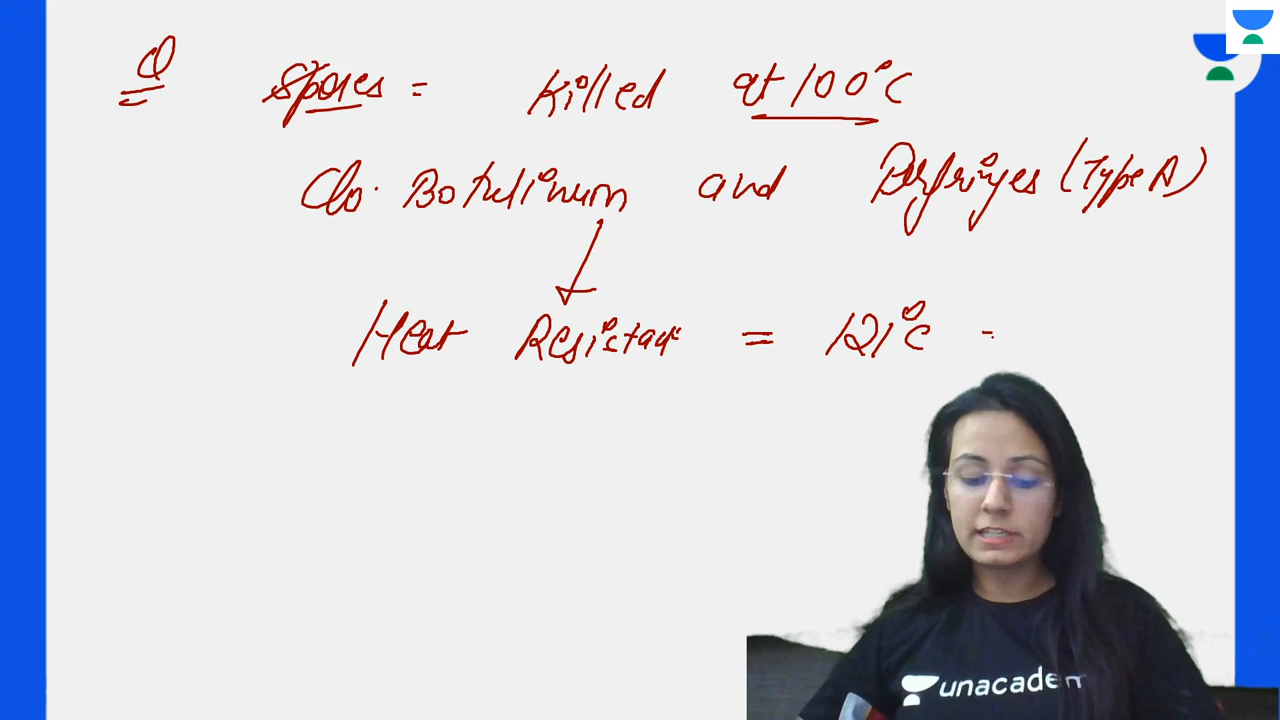 Q Spores = Killed at 100°C
Clo. Botulinum and Perfringes (Type A)
Heat Resistant = 121°C =
unacadem